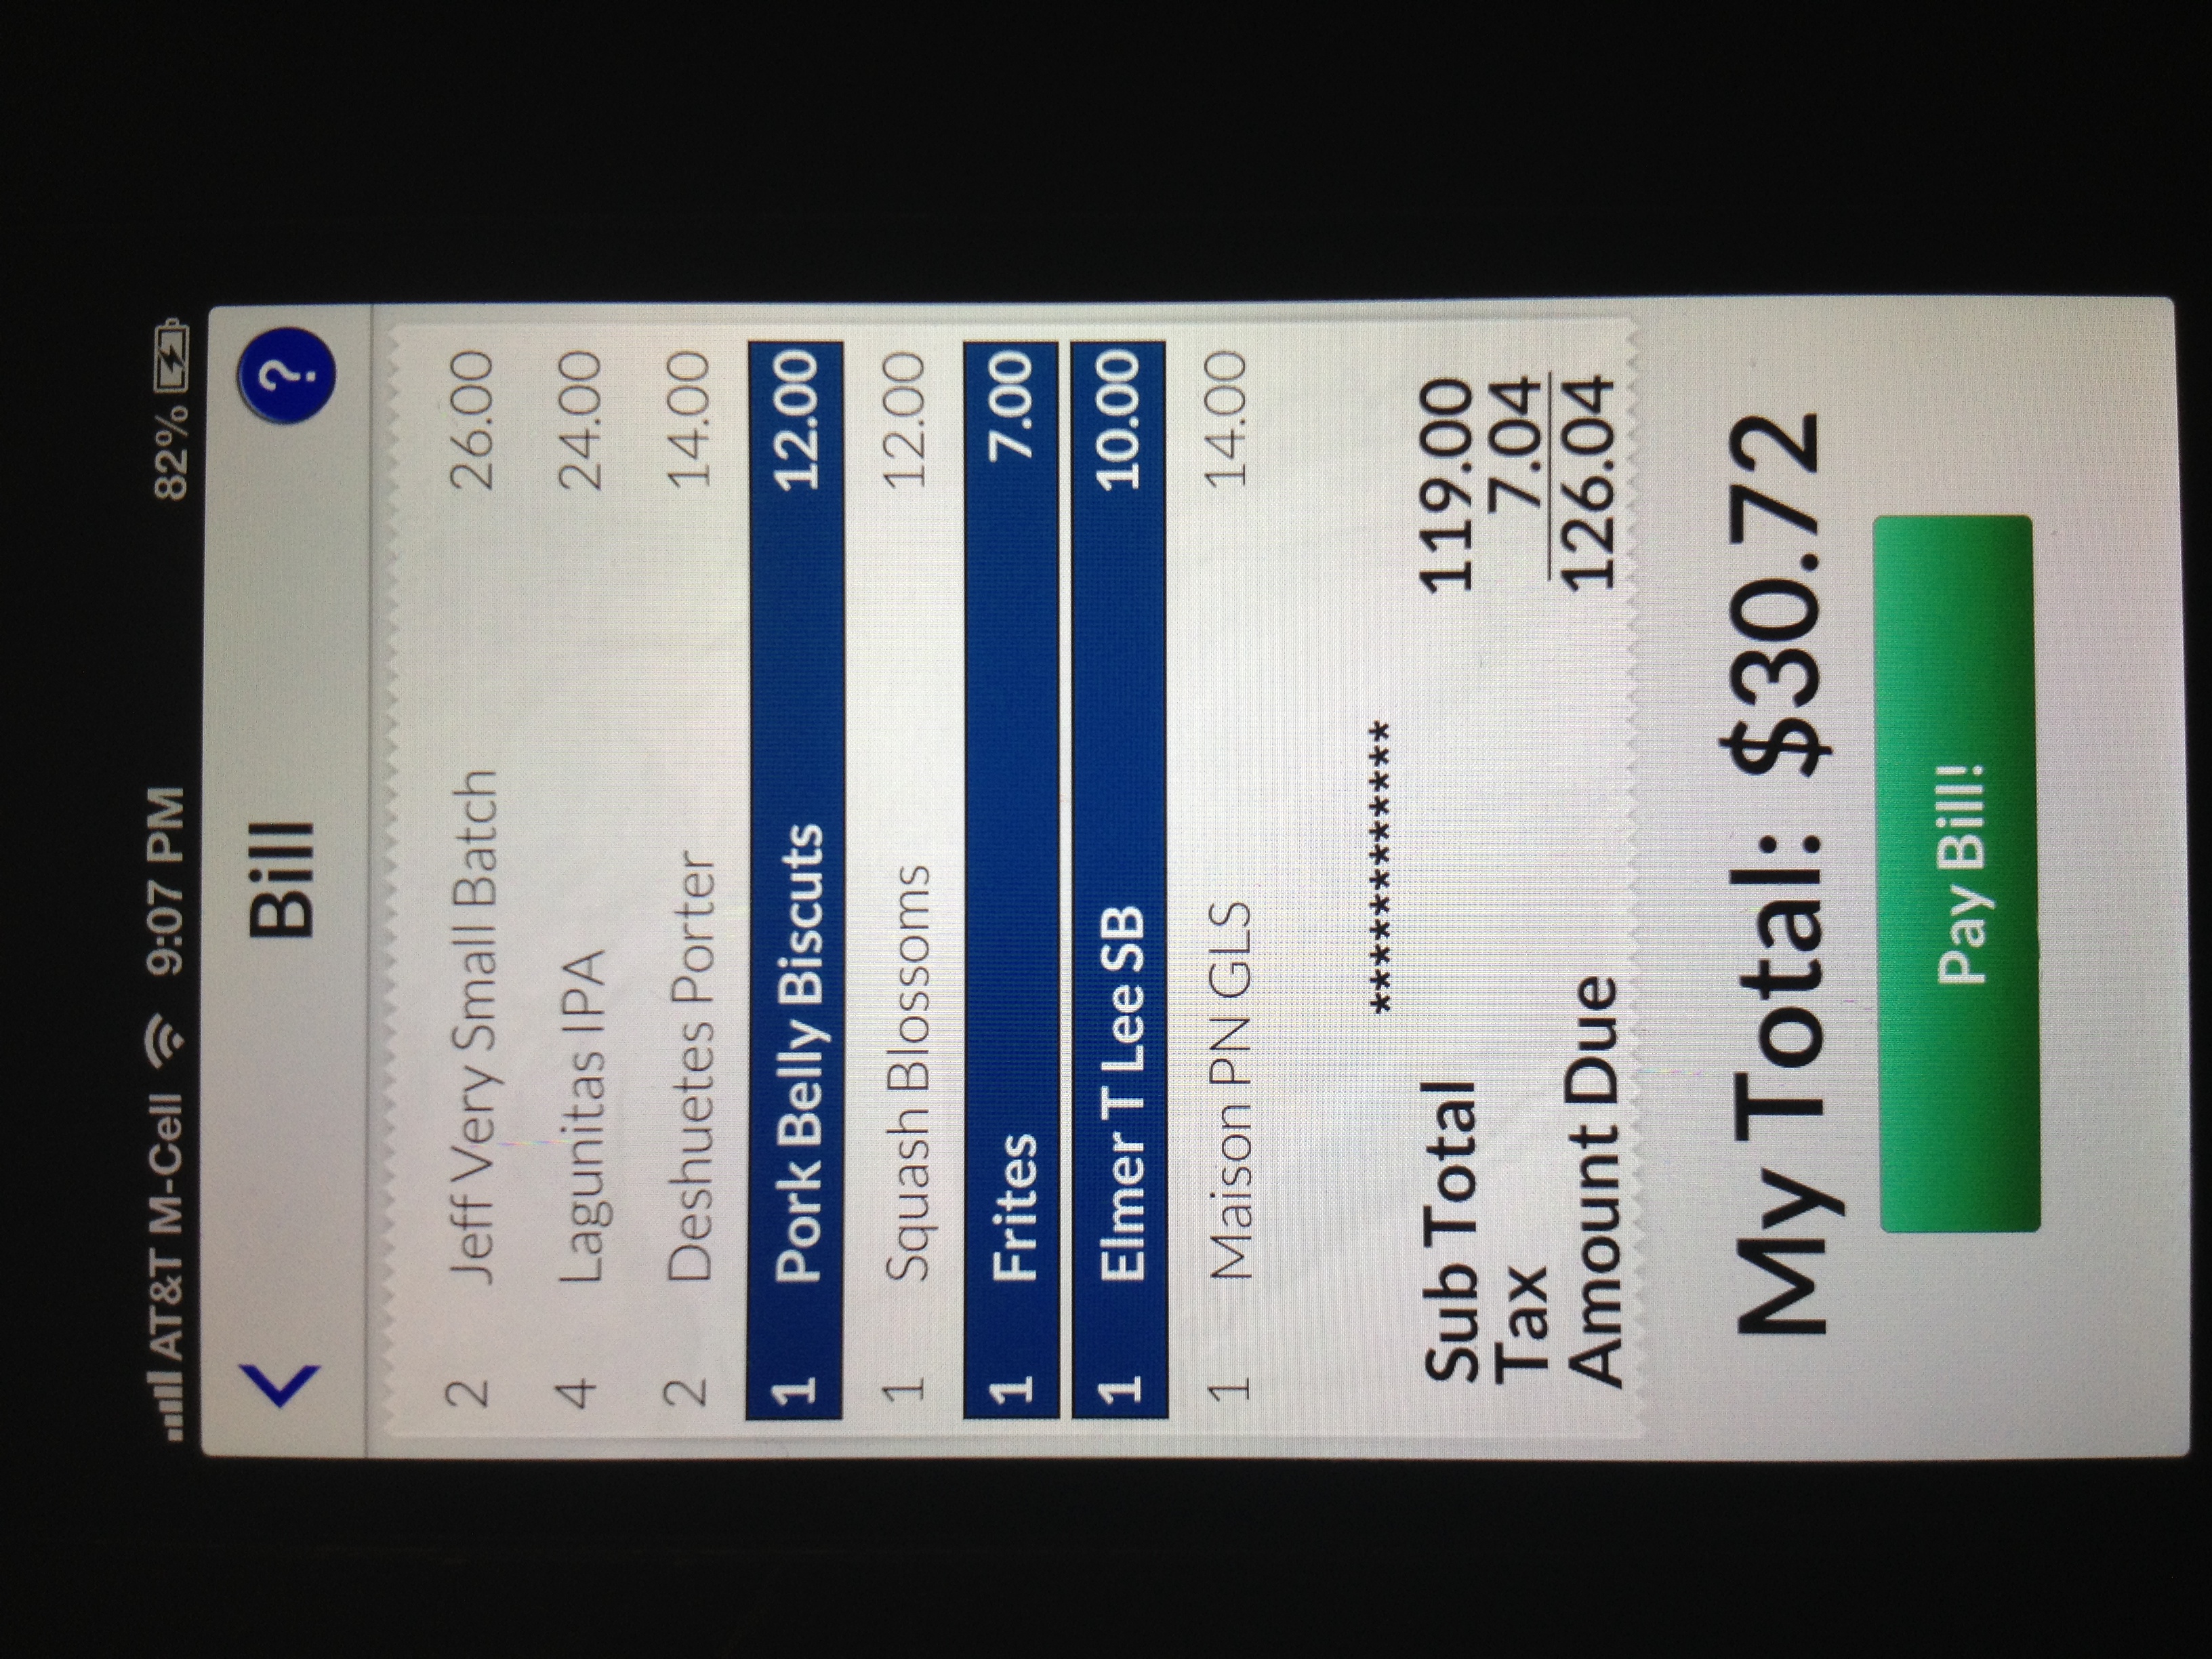 AT&T M-Cell 9:07 PM 82%
Bill ?
2 Jeff Very Small Batch 26.00
4 Lagunitas IPA 24.00
2 Deshuetes Porter 14.00
1 Pork Belly Biscuts 12.00
1 Squash Blossoms 12.00
1 Frites 7.00
1 Elmer T Lee SB 10.00
1 Maison PN GLS 14.00
************
Sub Total 119.00
Tax 7.04
Amount Due 126.04
My Total: $30.72
Pay Bill!